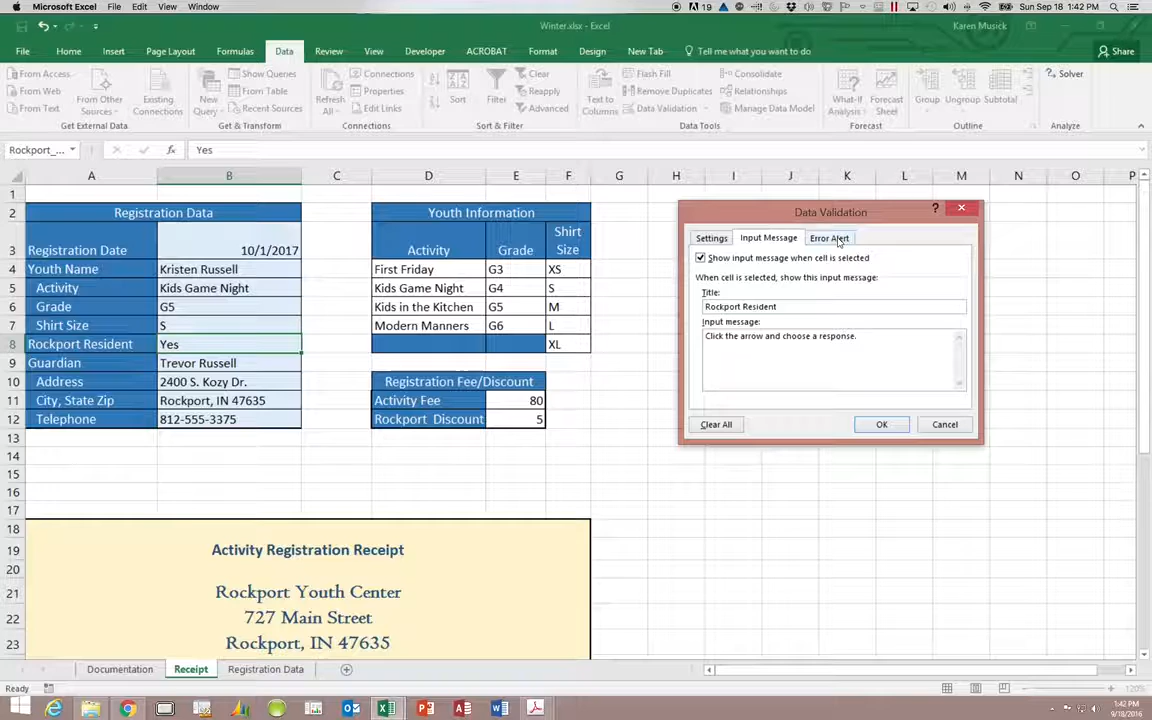 Microsoft Excel File Edit View Window
19
Sun Sep 18 1:42 PM
Winter.xlsx - Excel
Karen Musick
File Home Insert Page Layout Formulas Data Review View Developer ACROBAT Format Design New Tab Tell me what you want to do
Share
From Access
From Web
From Text
From Other Sources
Existing Connections
Get External Data
New Query
Show Queries
From Table
Recent Sources
Get & Transform
Refresh All
Connections
Properties
Edit Links
Connections
Sort
Filter
Clear
Reapply
Advanced
Sort & Filter
Text to Columns
Flash Fill
Remove Duplicates
Data Validation
Consolidate
Relationships
Manage Data Model
Data Tools
What-If Analysis
Forecast Sheet
Forecast
Group Ungroup Subtotal
Outline
Solver
Analyze
Rockport_... fx Yes
A B C D E F G H I J K L M N O P
1
2 Registration Data Youth Information
3 Registration Date 10/1/2017 Activity Grade Shirt Size
4 Youth Name Kristen Russell First Friday G3 XS
5 Activity Kids Game Night Kids Game Night G4 S
6 Grade G5 Kids in the Kitchen G5 M
7 Shirt Size S Modern Manners G6 L
8 Rockport Resident Yes XL
9 Guardian Trevor Russell
10 Address 2400 S. Kozy Dr. Registration Fee/Discount
11 City, State Zip Rockport, IN 47635 Activity Fee 80
12 Telephone 812-555-3375 Rockport Discount 5
13
14
15
16
17
18
19 Activity Registration Receipt
20
21 Rockport Youth Center
22 727 Main Street
23 Rockport, IN 47635
Data Validation ?
Settings Input Message Error Alert
Show input message when cell is selected
When cell is selected, show this input message:
Title:
Rockport Resident
Input message:
Click the arrow and choose a response.
Clear All OK Cancel
Documentation Receipt Registration Data
Ready
120%
1:42 PM
9/18/2016